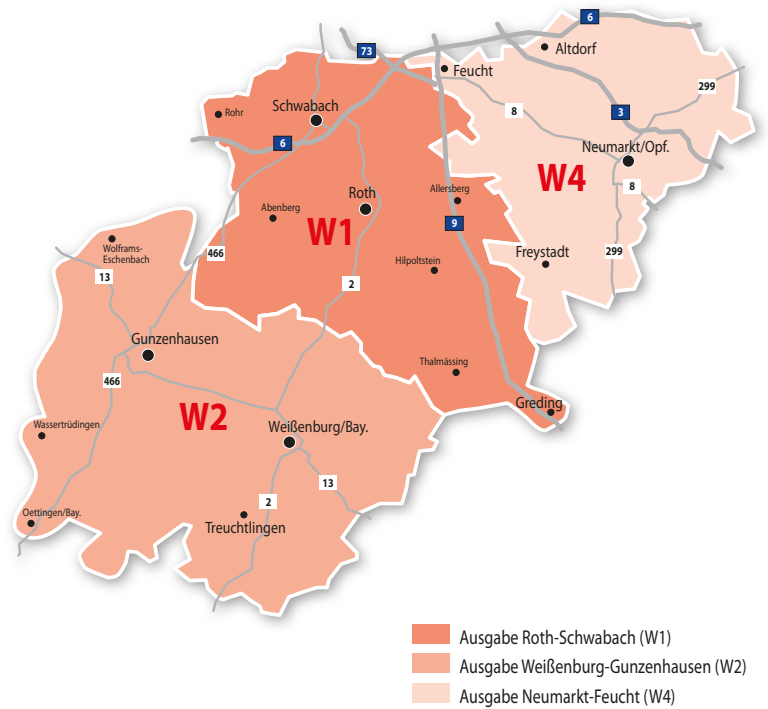 6
73
Altdorf
Feucht
299
Rohr
Schwabach
8
3
6
Neumarkt/Opf.
W4
8
Roth
Allersberg
Abenberg
W1
9
Wolframs-
Eschenbach
466
Freystadt
299
Hilpoltstein
13
2
Gunzenhausen
Thalmässing
466
Greding
W2
Wassertrüdingen
Weißenburg/Bay.
13
2
Oettingen/Bay.
Treuchtlingen
Ausgabe Roth-Schwabach (W1)
Ausgabe Weißenburg-Gunzenhausen (W2)
Ausgabe Neumarkt-Feucht (W4)